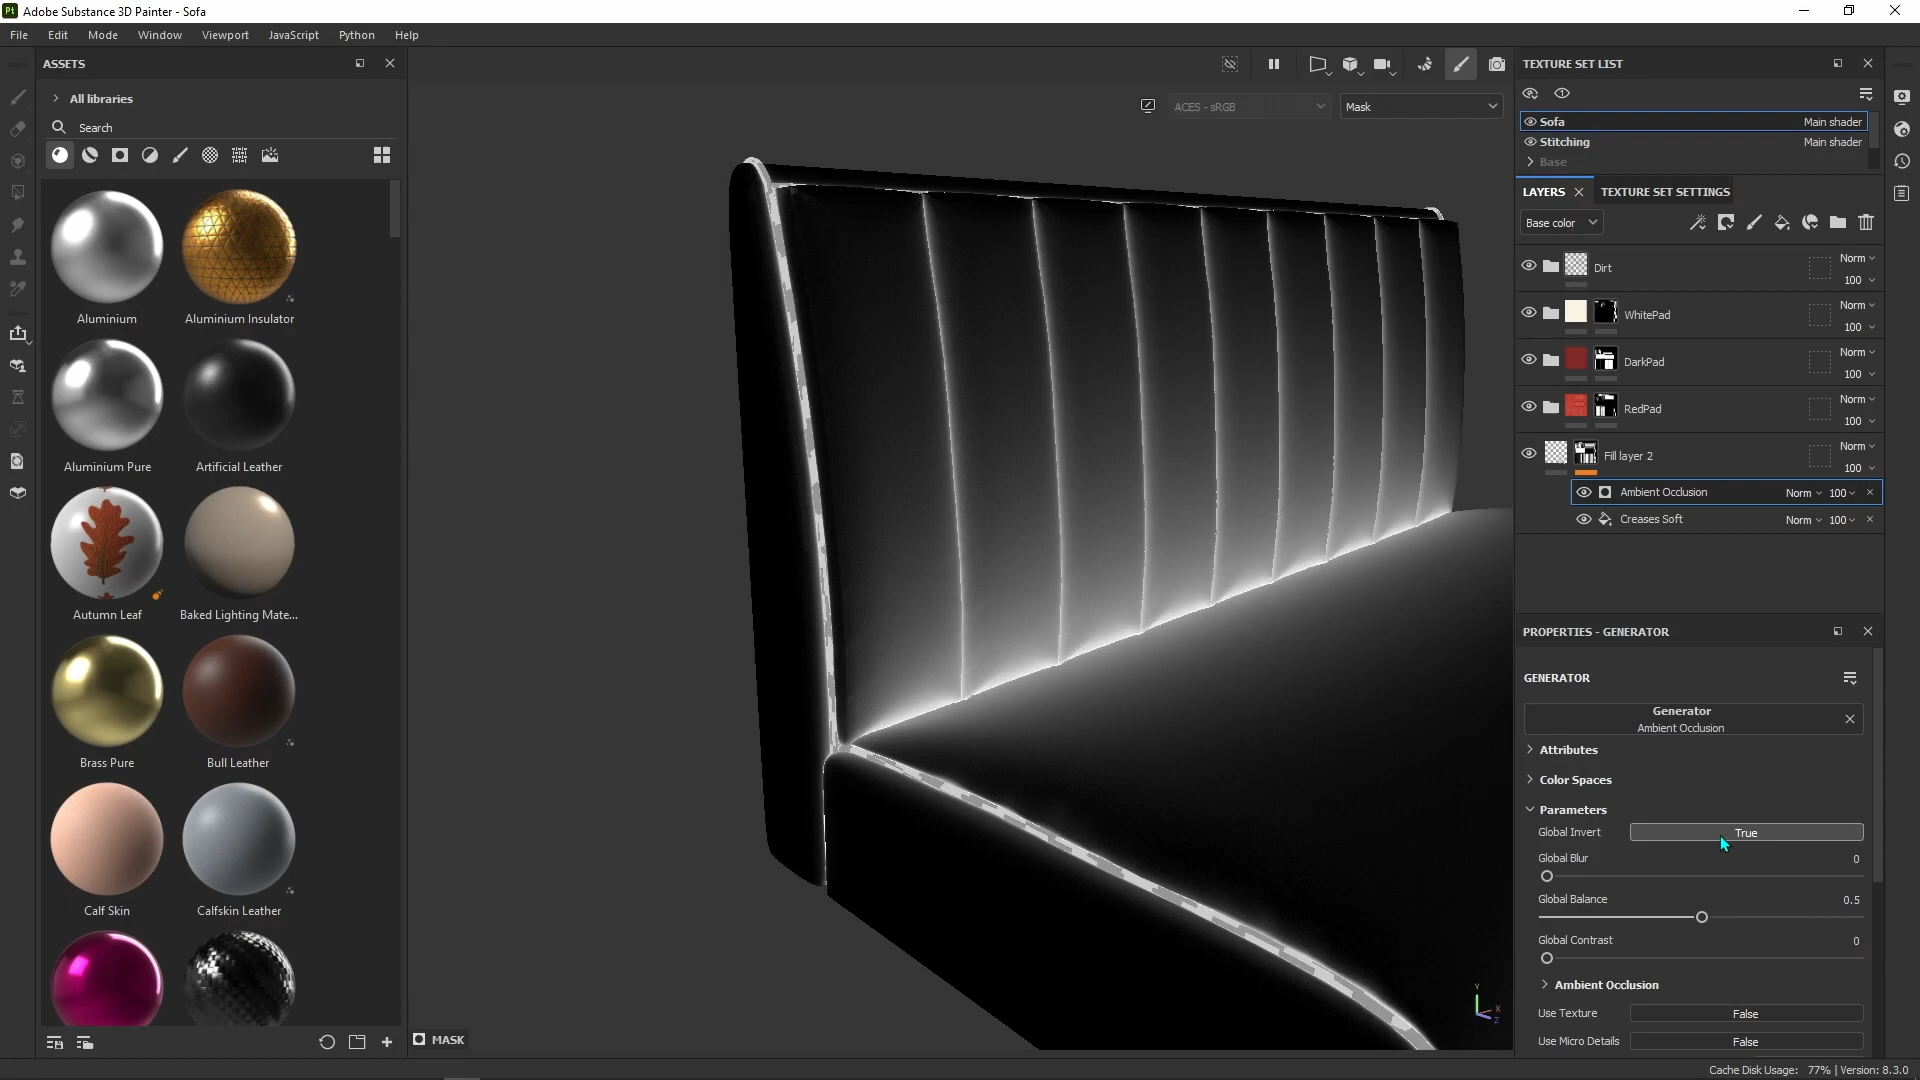 Pt Adobe Substance 3D Painter - Sofa
File Edit Mode Window Viewport JavaScript Python Help
ASSETS
All libraries
Search
Aluminium
Aluminium Insulator
Aluminium Pure
Artificial Leather
Autumn Leaf
Baked Lighting Mate...
Brass Pure
Bull Leather
Calf Skin
Calfskin Leather
ACES - sRGB
Mask
MASK
Y
X
Z
TEXTURE SET LIST
Sofa Main shader
Stitching Main shader
Base
LAYERS TEXTURE SET SETTINGS
Base color
Dirt Norm 100
WhitePad Norm 100
DarkPad Norm 100
RedPad Norm 100
Fill layer 2 Norm 100
Ambient Occlusion Norm 100
Creases Soft Norm 100
PROPERTIES - GENERATOR
GENERATOR
Generator
Ambient Occlusion
Attributes
Color Spaces
Parameters
Global Invert True
Global Blur 0
Global Balance 0.5
Global Contrast 0
Ambient Occlusion
Use Texture False
Use Micro Details False
Cache Disk Usage: 77% | Version: 8.3.0